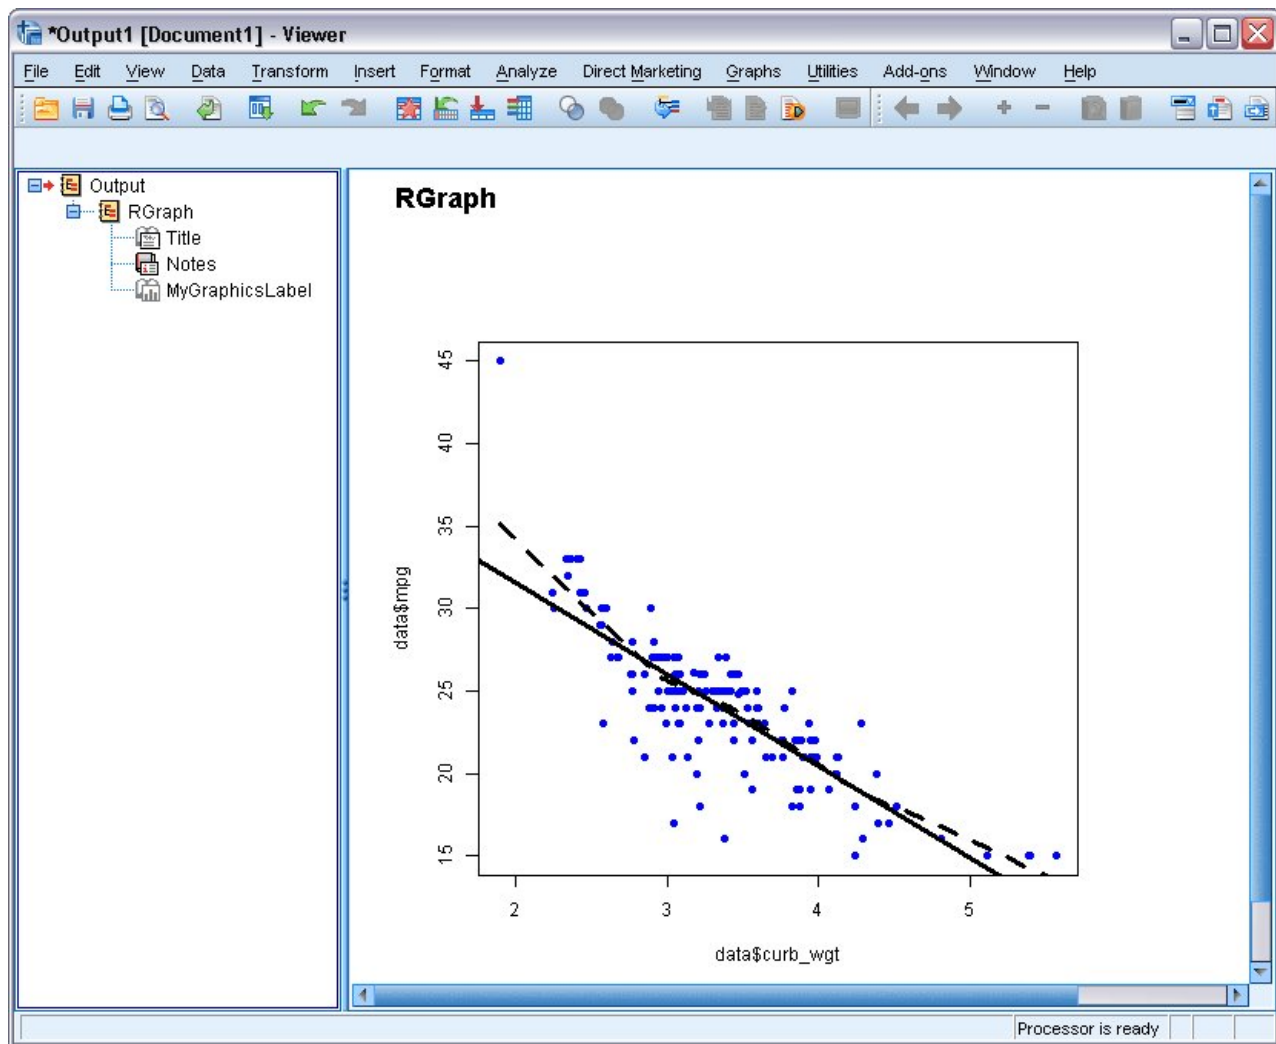 *Output1 [Document1] - Viewer
File Edit View Data Transform Insert Format Analyze Direct Marketing Graphs Utilities Add-ons Window Help
Output
RGraph
Title
Notes
MyGraphicsLabel
RGraph
45
40
35
30
25
20
15
data$mpg
2 3 4 5
data$curb_wgt
Processor is ready